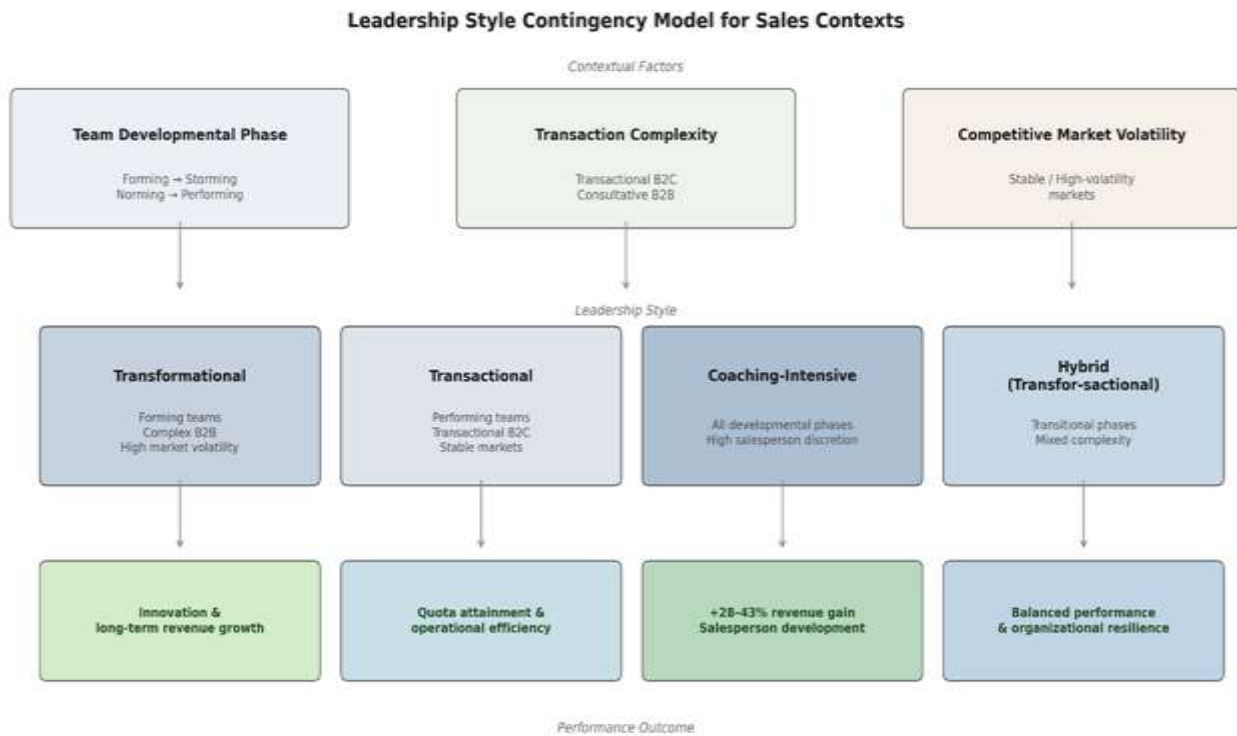 Leadership Style Contingency Model for Sales Contexts
Contextual Factors
Team Developmental Phase
Forming → Storming
Norming → Performing
Transaction Complexity
Transactional B2C
Consultative B2B
Competitive Market Volatility
Stable / High-volatility
markets
Leadership Style
Transformational
Forming teams
Complex B2B
High market volatility
Transactional
Performing teams
Transactional B2C
Stable markets
Coaching-Intensive
All developmental phases
High salesperson discretion
Hybrid
(Transfor-sactional)
Transitional phases
Mixed complexity
Innovation &
long-term revenue growth
Quota attainment &
operational efficiency
+28–43% revenue gain
Salesperson development
Balanced performance
& organizational resilience
Performance Outcome